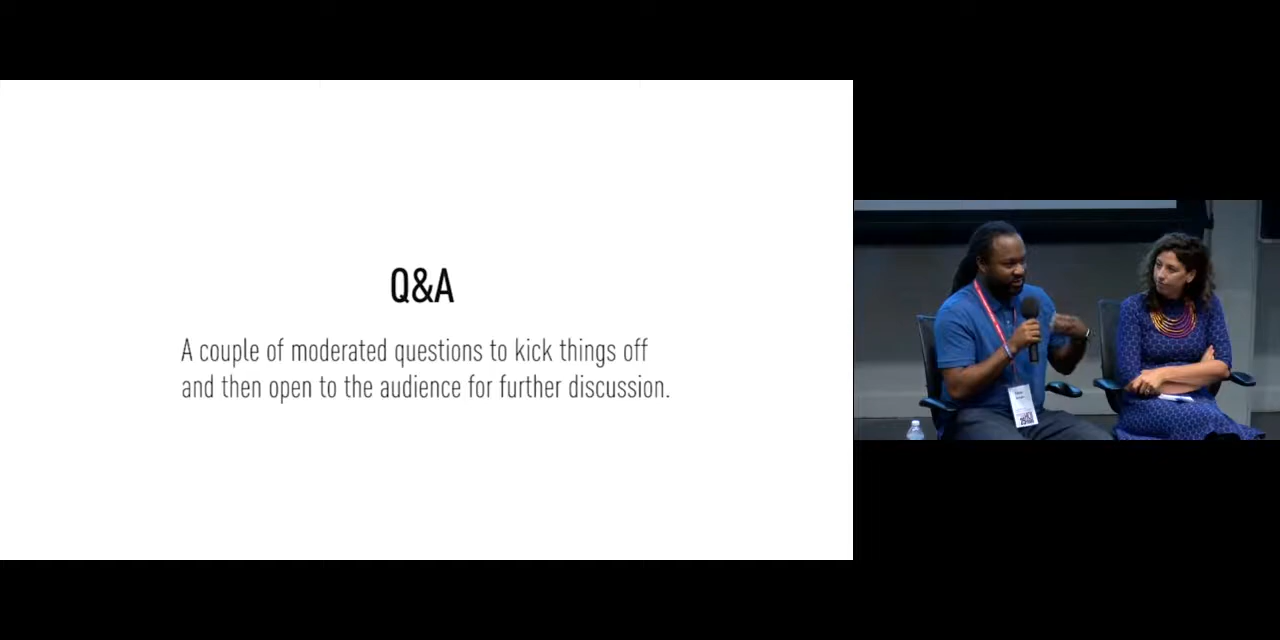 Q&A
A couple of moderated questions to kick things off
and then open to the audience for further discussion.